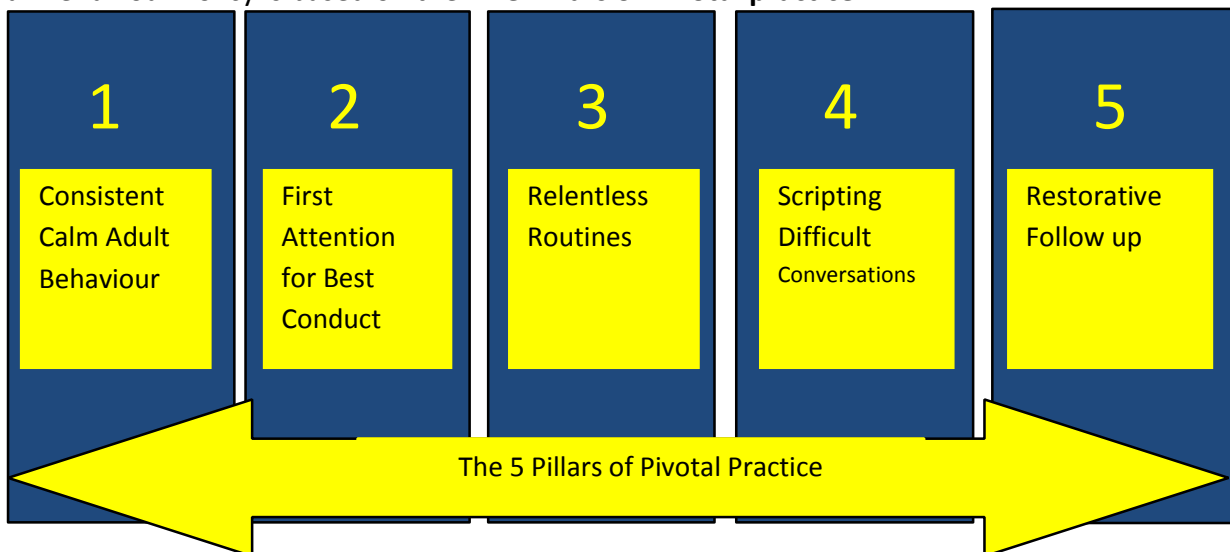 1
Consistent
Calm Adult
Behaviour
2
First
Attention
for Best
Conduct
3
Relentless
Routines
4
Scripting
Difficult
Conversations
5
Restorative
Follow up
The 5 Pillars of Pivotal Practice